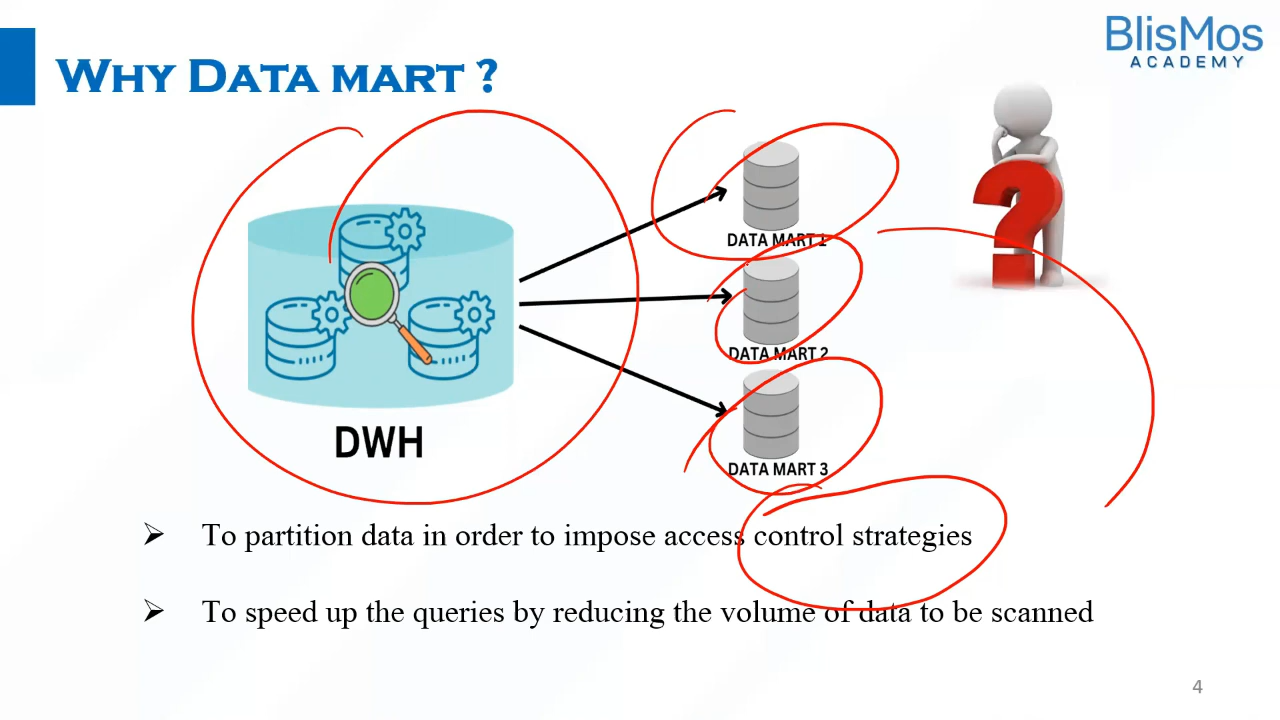 BlisMos
ACADEMY
WHY DATA MART ?
DATA MART 1
DATA MART 2
DATA MART 3
DWH
➢ To partition data in order to impose access control strategies
➢ To speed up the queries by reducing the volume of data to be scanned
4